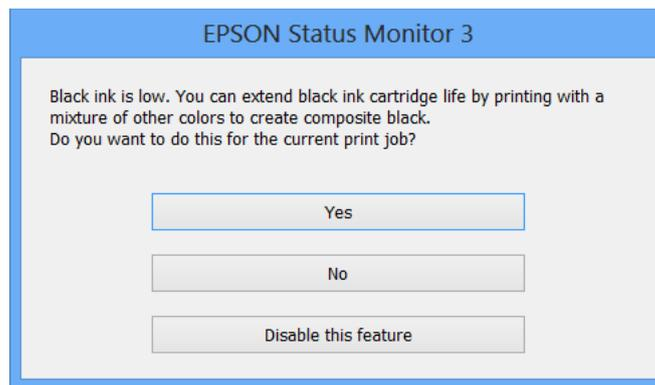 EPSON Status Monitor 3
Black ink is low. You can extend black ink cartridge life by printing with a
mixture of other colors to create composite black.
Do you want to do this for the current print job?
Yes
No
Disable this feature